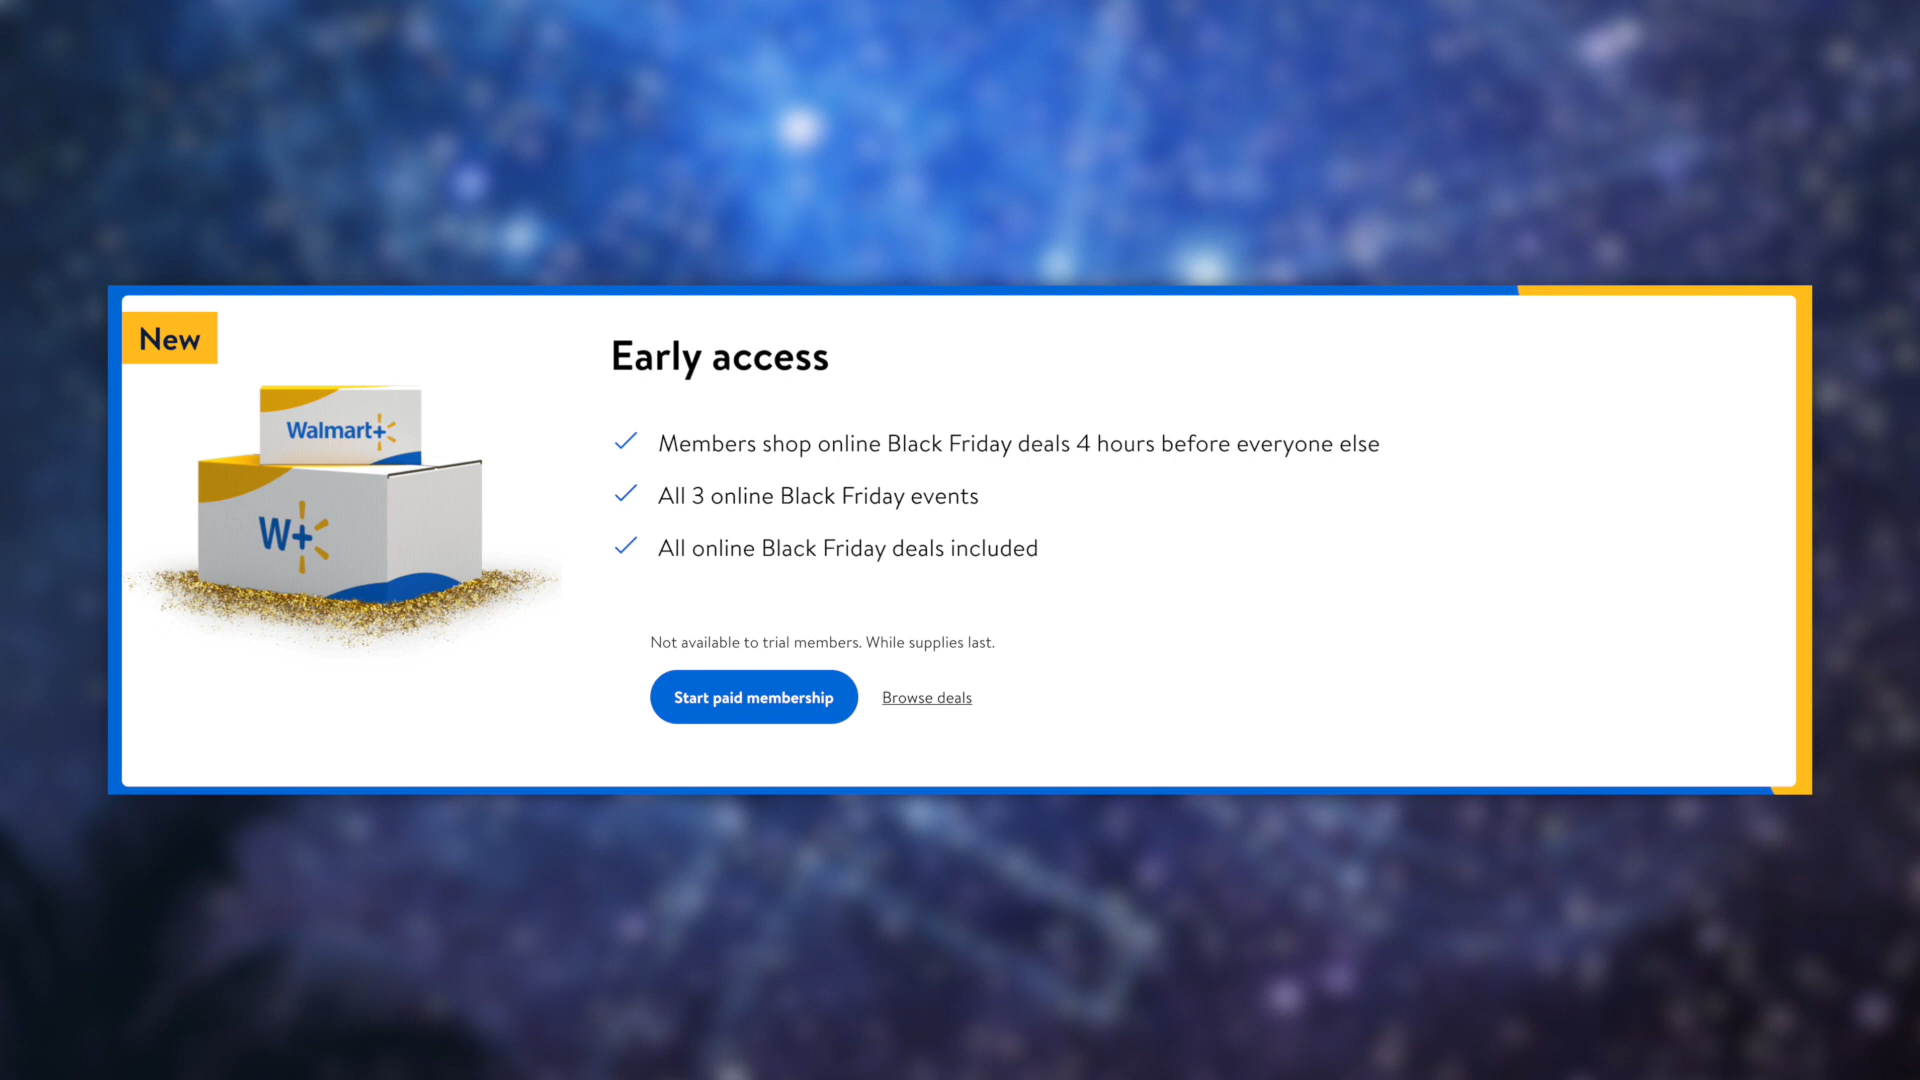 New
Walmart+
W+
Early access
Members shop online Black Friday deals 4 hours before everyone else
All 3 online Black Friday events
All online Black Friday deals included
Not available to trial members. While supplies last.
Start paid membership
Browse deals